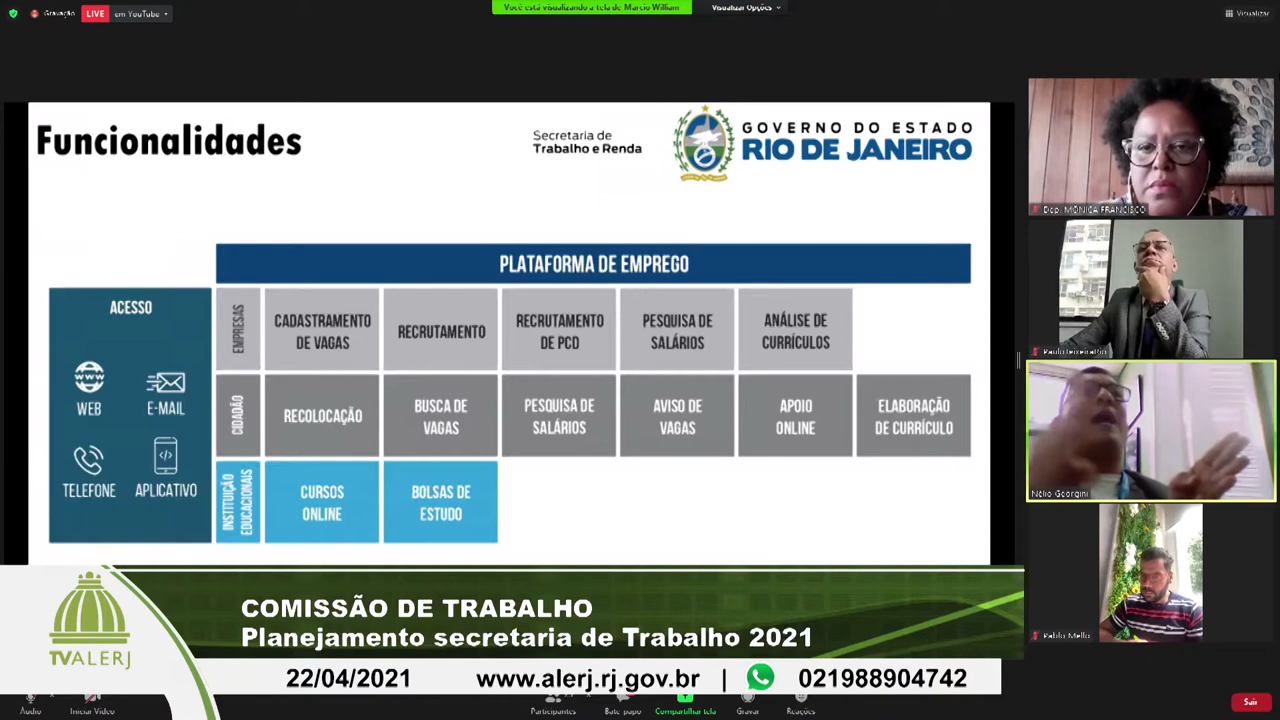 Gravação
LIVE
em YouTube
Você está visualizando a tela de Marcio William
Visualizar Opções
Visualizar
Funcionalidades
Secretaria de
Trabalho e Renda
GOVERNO DO ESTADO
RIO DE JANEIRO
PLATAFORMA DE EMPREGO
ACESSO
WEB
E-MAIL
TELEFONE
APLICATIVO
EMPRESAS
CADASTRAMENTO
DE VAGAS
RECRUTAMENTO
RECRUTAMENTO
DE PCD
PESQUISA DE
SALÁRIOS
ANÁLISE DE
CURRÍCULOS
CIDADÃO
RECOLOCAÇÃO
BUSCA DE
VAGAS
PESQUISA DE
SALÁRIOS
AVISO DE
VAGAS
APOIO
ONLINE
ELABORAÇÃO
DE CURRÍCULO
INSTITUIÇÃO
EDUCACIONAIS
CURSOS
ONLINE
BOLSAS DE
ESTUDO
Dep. MÔNICA FRANCISCO
PauloteixeiraRio
Nélio Georgini
Pablo Mello
TVALERJ
COMISSÃO DE TRABALHO
Planejamento secretaria de Trabalho 2021
22/04/2021
www.alerj.rj.gov.br | 021988904742
Áudio
Iniciar Vídeo
Participantes
Bate-papo
Compartilhar tela
Gravar
Reações
Sair